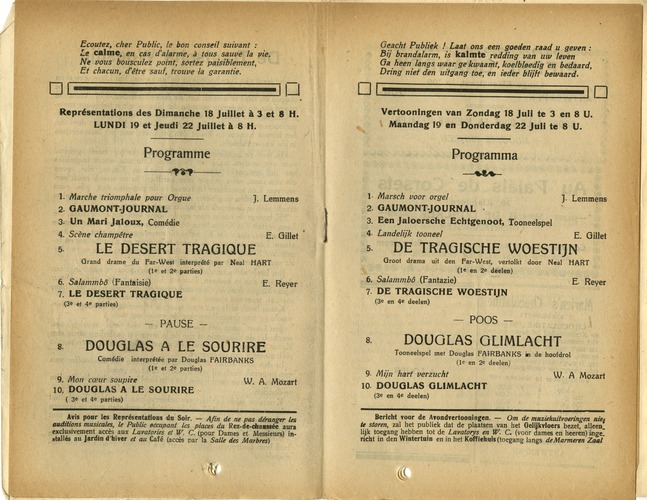 Ecoutez, cher Public, le bon conseil suivant :
Le calme, en cas d'alarme, à tous sauve la vie,
Ne vous bousculez point, sortez paisiblement,
Et chacun, d'être sauf, trouve la garantie.
Représentations des Dimanche 18 Juillet à 3 et 8 H.
LUNDI 19 et Jeudi 22 Juillet à 8 H.
Programme
1. Marche triomphale pour Orgue J. Lemmens
2. GAUMONT-JOURNAL
3. Un Mari Jaloux, Comédie
4. Scène champêtre E. Gillet
5. LE DESERT TRAGIQUE
Grand drame du Far-West interprété par Neal HART
(1e et 2e parties)
6. Salammbô (Fantaisie) E. Reyer
7. LE DESERT TRAGIQUE
(3e et 4e parties)
— PAUSE —
8. DOUGLAS A LE SOURIRE
Comédie interprétée par Douglas FAIRBANKS
(1e et 2e parties)
9. Mon cœur soupire W. A. Mozart
10. DOUGLAS A LE SOURIRE
( 3e et 4e parties)
Avis pour les Représentations du Soir. — Afin de ne pas déranger les
auditions musicales, le Public occupant les places du Rez-de-chaussée aura
exclusivement accès aux Lavatories et W. C. (pour Dames et Messieurs) in-
stallés au Jardin d'hiver et au Café (accès par la Salle des Marbres)
Geacht Publiek ! Laat ons een goeden raad u geven :
Bij brandalarm, is kalmte redding van uw leven
Ga heen langs waar ge kwaamt, koelbloedig en bedaard,
Dring niet den uitgang toe, en ieder blijft bewaard.
Vertooningen van Zondag 18 Juli te 3 en 8 U.
Maandag 19 en Donderdag 22 Juli te 8 U.
Programma
1. Marsch voor orgel J. Lemmens
2. GAUMONT-JOURNAL
3. Een Jaloersche Echtgenoot, Tooneelspel
4. Landelijk tooneel E. Gillet
5. DE TRAGISCHE WOESTIJN
Groot drama uit den Far-West, vertolkt door Neal HART
(1e en 2e deelen)
6. Salammbô (Fantazie) E. Reyer
7. DE TRAGISCHE WOESTIJN
(3e en 4e deelen)
— POOS —
8. DOUGLAS GLIMLACHT
Tooneelspel met Douglas FAIRBANKS in de hoofdrol
(1e en 2e deelen)
9. Mijn hart verzucht W. A Mozart
10. DOUGLAS GLIMLACHT
(3e en 4e deelen)
Bericht voor de Avondvertooningen. — Om de muziekuitvoeringen niet
te storen, zal het publiek dat de plaatsen van het Gelijkvloers bezet, alleen-
lijk toegang hebben tot de Lavatorys en W. C. (voor dames en heeren) inge-
richt in den Wintertuin en in het Koffiehuis (toegang langs de Marmeren Zaal